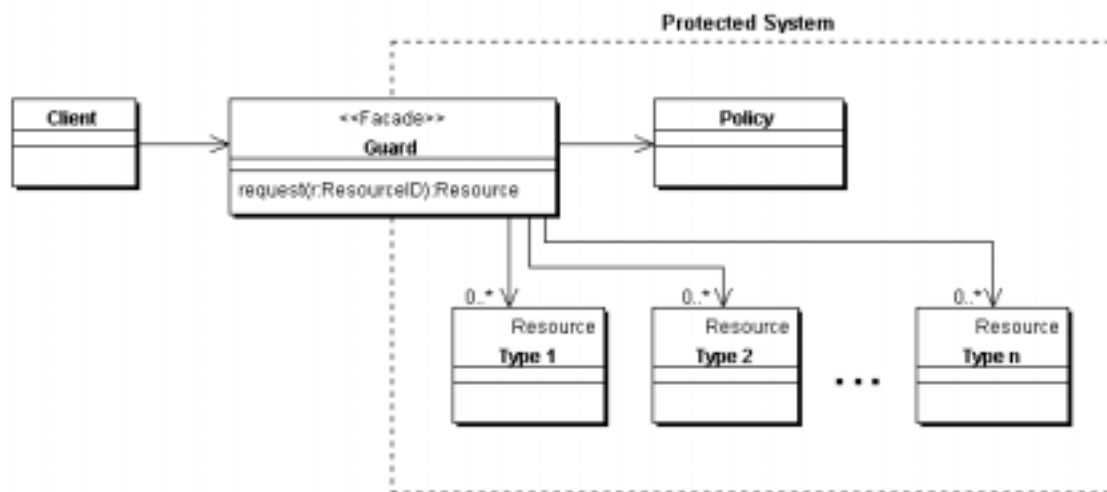 Protected System
Client
<<Facade>>
Guard
request(r:ResourceID):Resource
Policy
0..*
0..*
0..*
Resource
Type 1
Resource
Type 2
...
Resource
Type n